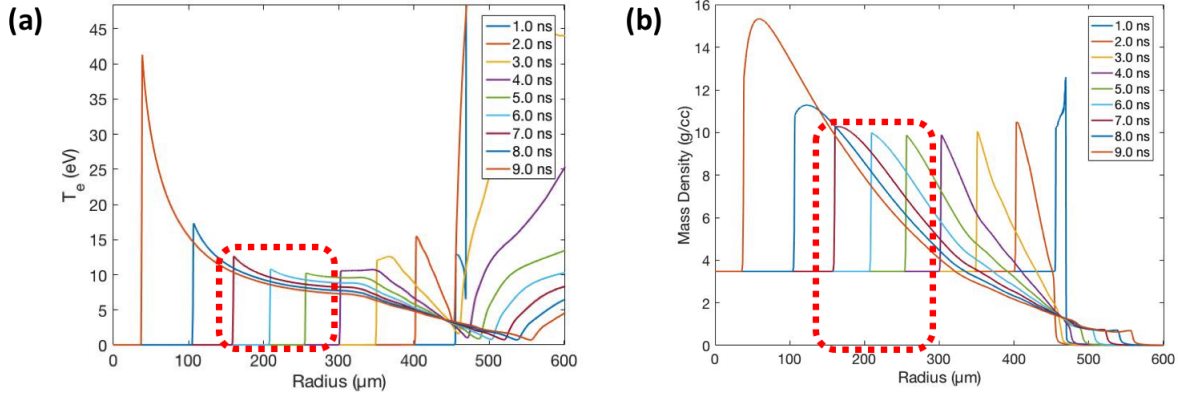 (a)
T_e (eV)
45
40
35
30
25
20
15
10
5
0
0 100 200 300 400 500 600
Radius (µm)
1.0 ns
2.0 ns
3.0 ns
4.0 ns
5.0 ns
6.0 ns
7.0 ns
8.0 ns
9.0 ns
(b)
Mass Density (g/cc)
16
14
12
10
8
6
4
2
0
0 100 200 300 400 500 600
Radius (µm)
1.0 ns
2.0 ns
3.0 ns
4.0 ns
5.0 ns
6.0 ns
7.0 ns
8.0 ns
9.0 ns